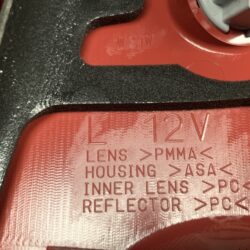 L 12V
LENS >PMMA<
HOUSING >ASA<
INNER LENS >PC<
REFLECTOR >PC<